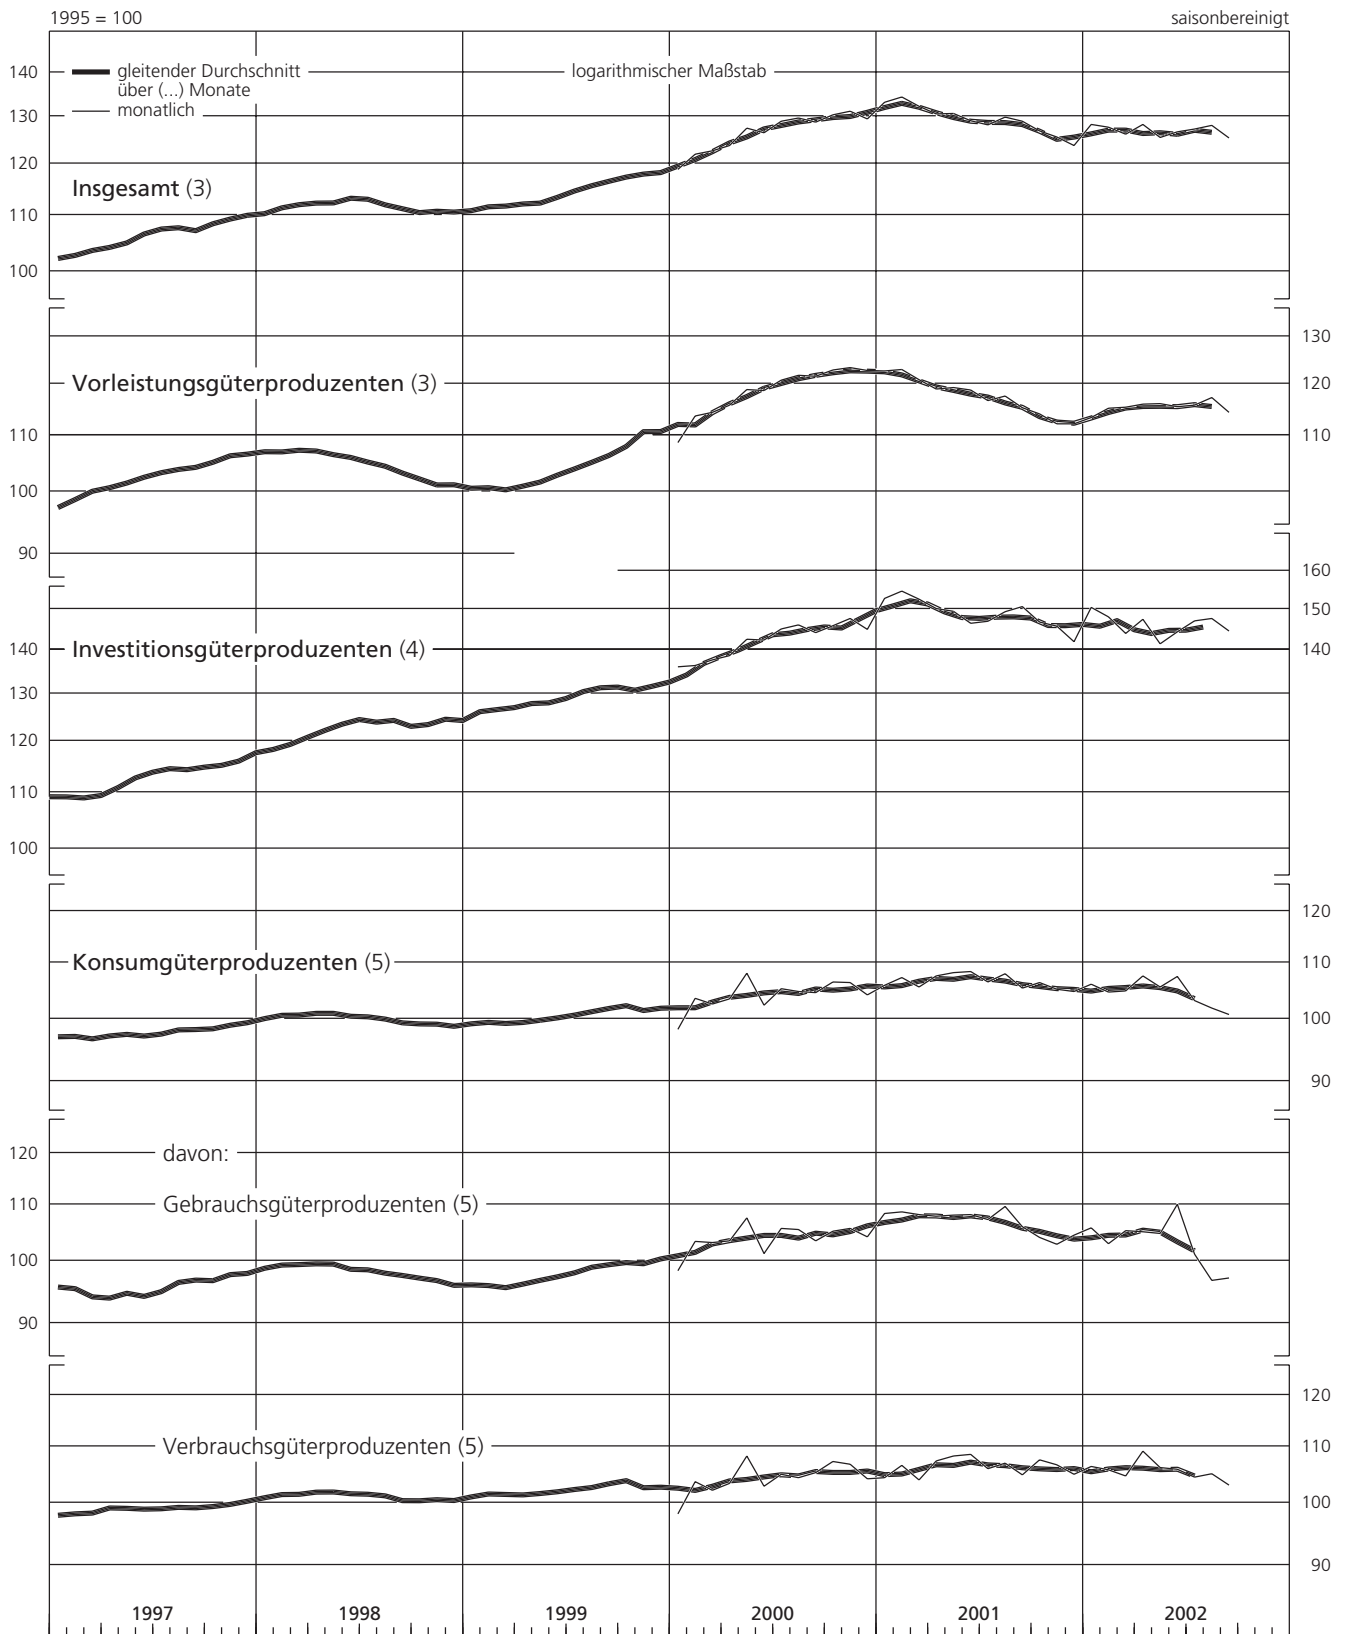 1995 = 100 saisonbereinigt
140 gleitender Durchschnitt logarithmischer Maßstab
über (...) Monate
130 monatlich
120
Insgesamt (3)
110
100
130
Vorleistungsgüterproduzenten (3) 120
110 110
100
90
160
150
140 Investitionsgüterproduzenten (4) 140
130
120
110
100
120
Konsumgüterproduzenten (5) 110
100
90
120 davon:
110 Gebrauchsgüterproduzenten (5)
100
90
120
Verbrauchsgüterproduzenten (5) 110
100
90
1997 1998 1999 2000 2001 2002